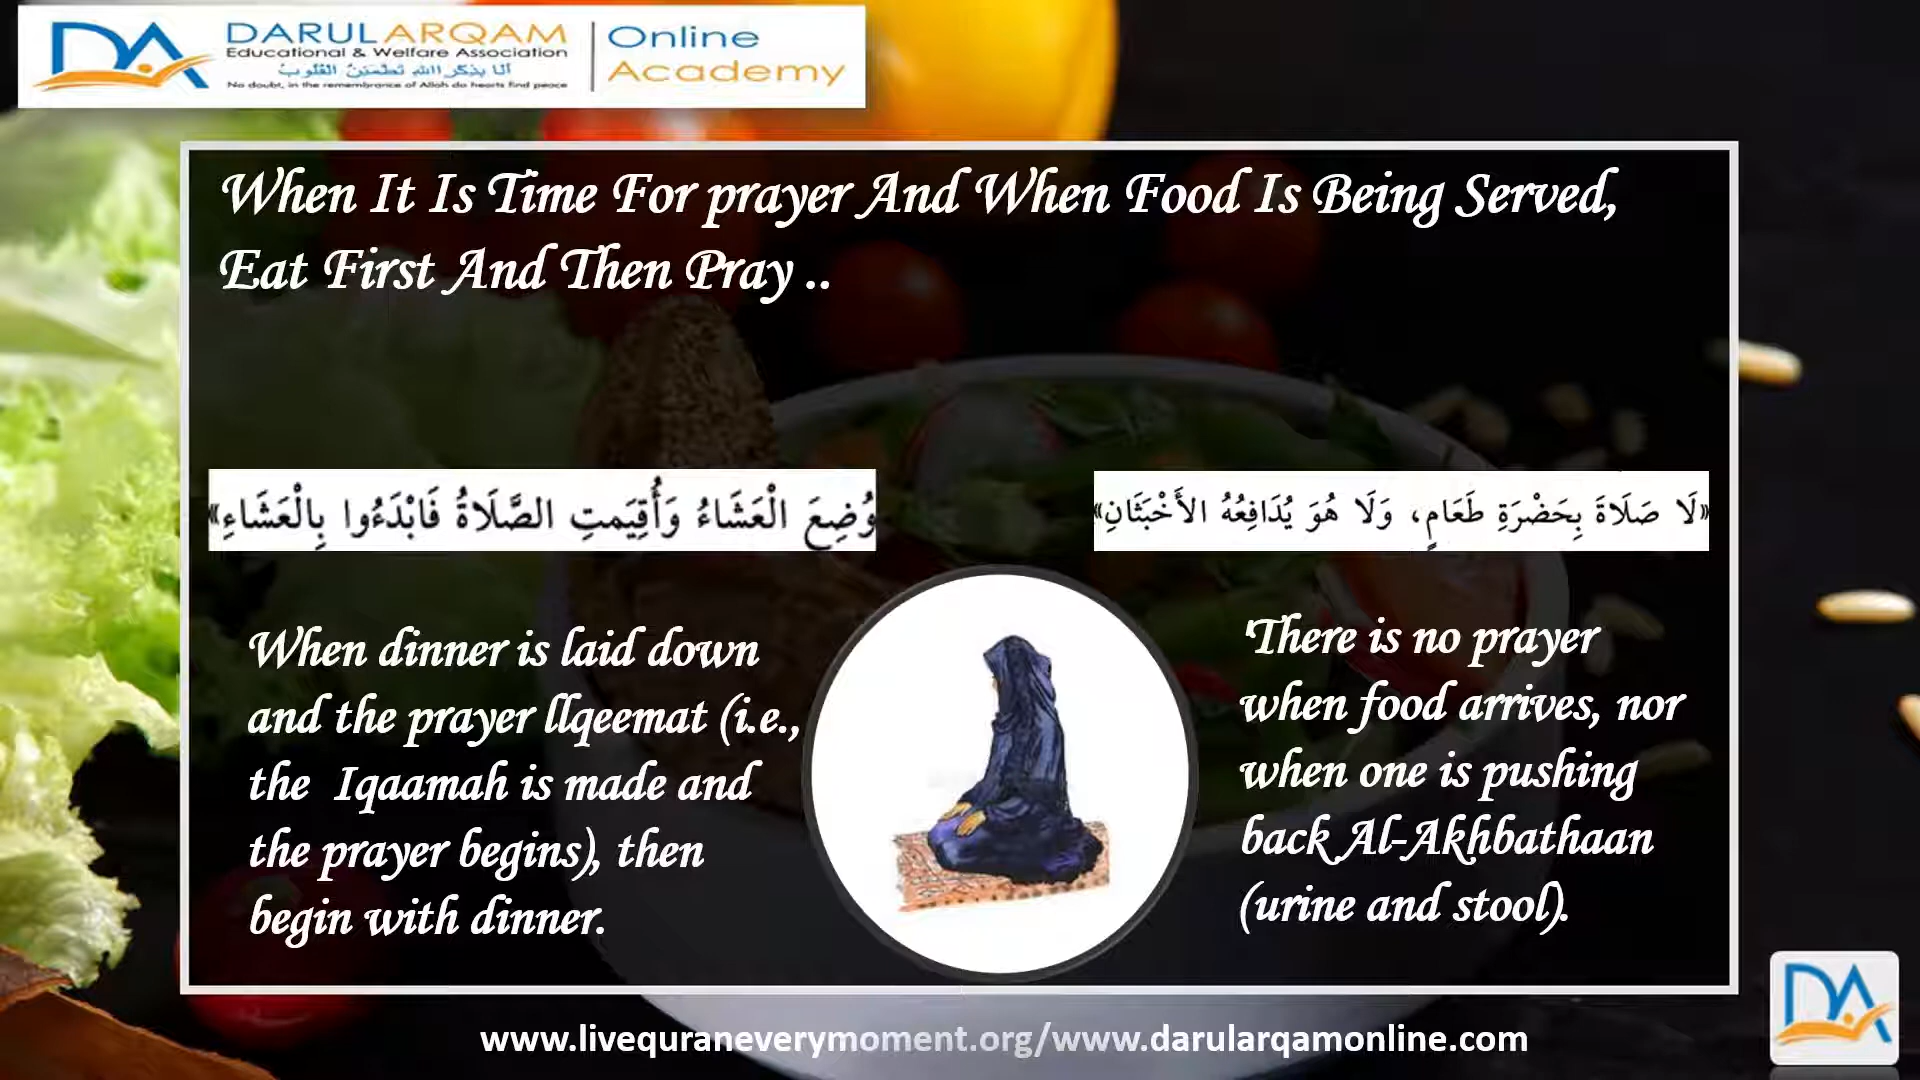 DARULARQAM
Educational & Welfare Association
ألا بذكر الله تطمئن القلوب
No doubt, in the remembrance of Allah do hearts find peace
Online
Academy
When It Is Time For prayer And When Food Is Being Served,
Eat First And Then Pray ..
وُضِعَ الْعَشَاءُ وَأُقِيَمتِ الصَّلَاةُ فَابْدَءُوا بِالْعَشَاءِ»
When dinner is laid down
and the prayer llqeemat (i.e.,
the Iqaamah is made and
the prayer begins), then
begin with dinner.
«لَا صَلَاةَ بِحَضْرَةِ طَعَامٍ، وَلَا هُوَ يُدَافِعُهُ الأَخْبَثَانِ»
'There is no prayer
when food arrives, nor
when one is pushing
back Al-Akhbathaan
(urine and stool).
www.livequraneverymoment.org/www.darularqamonline.com
DA